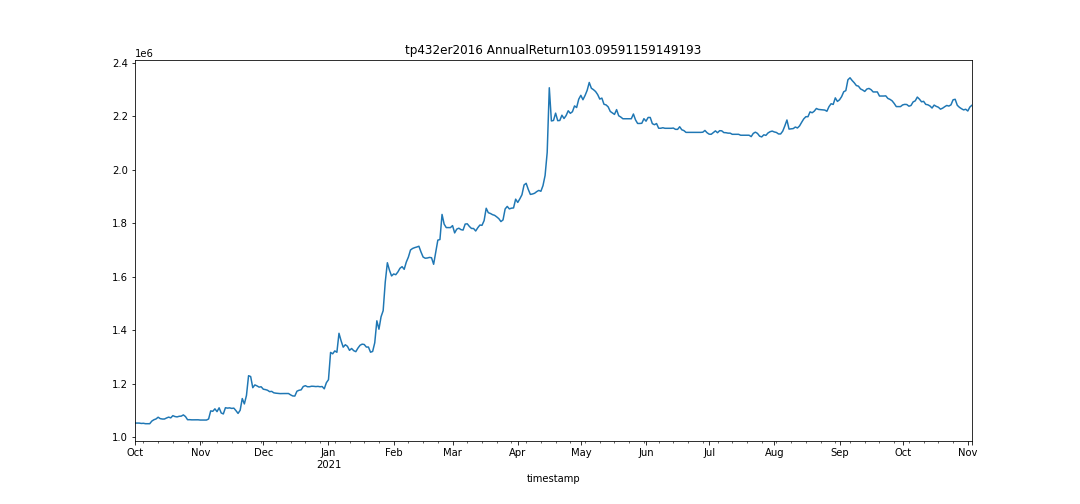 tp432er2016 AnnualReturn103.09591159149193
1e6
2.4
2.2
2.0
1.8
1.6
1.4
1.2
1.0
Oct Nov Dec Jan Feb Mar Apr May Jun Jul Aug Sep Oct Nov
2021
timestamp